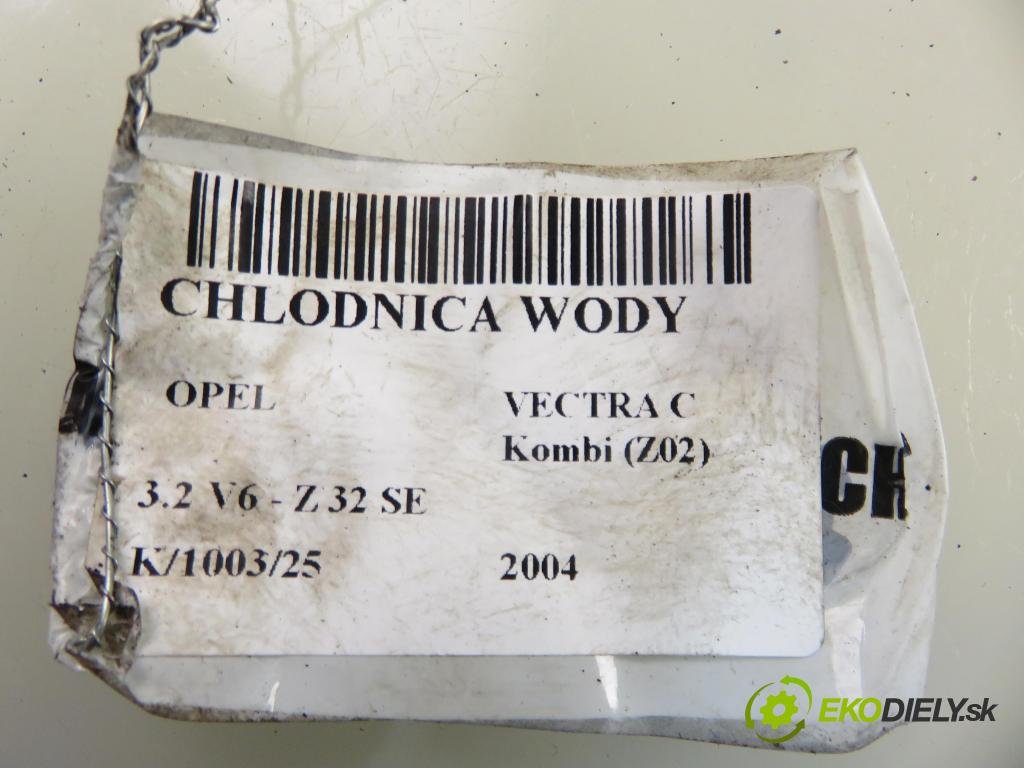 CHLODNICA WODY
OPEL
VECTRA C
Kombi (Z02)
CH
3.2 V6 - Z 32 SE
K/1003/25
2004
EKODIELY.sk